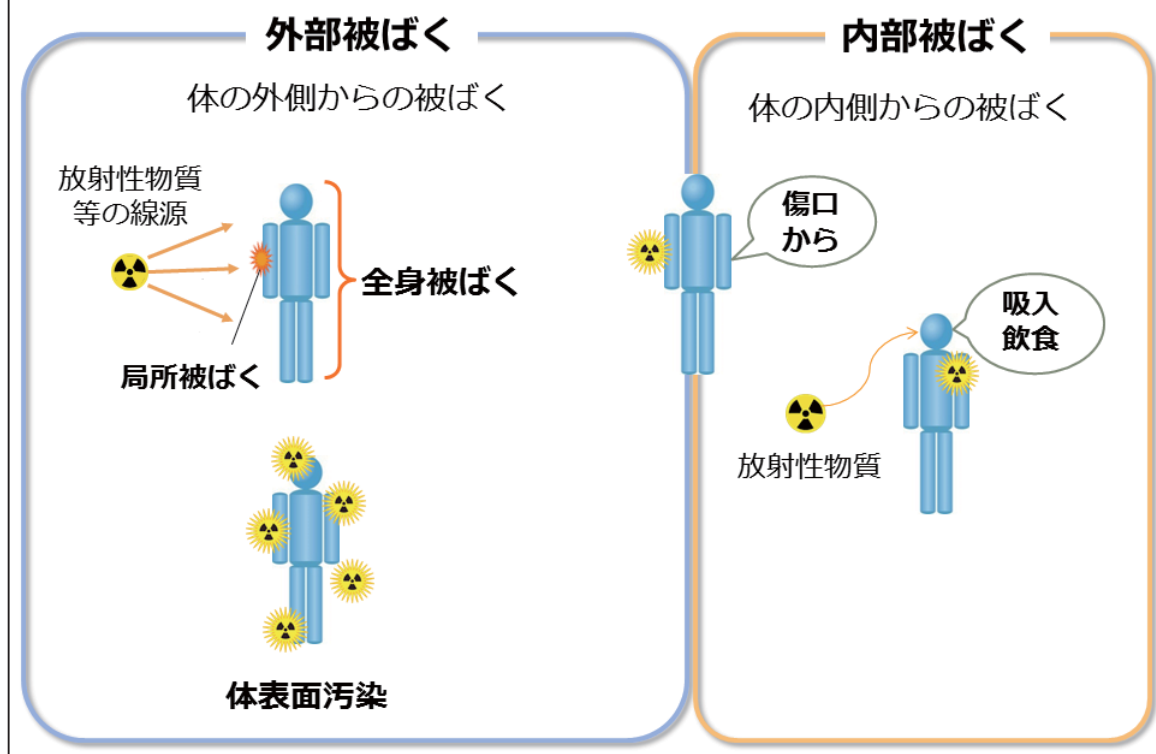 外部被ばく
体の外側からの被ばく
放射性物質
等の線源
全身被ばく
局所被ばく
体表面汚染
傷口
から
内部被ばく
体の内側からの被ばく
吸入
飲食
放射性物質